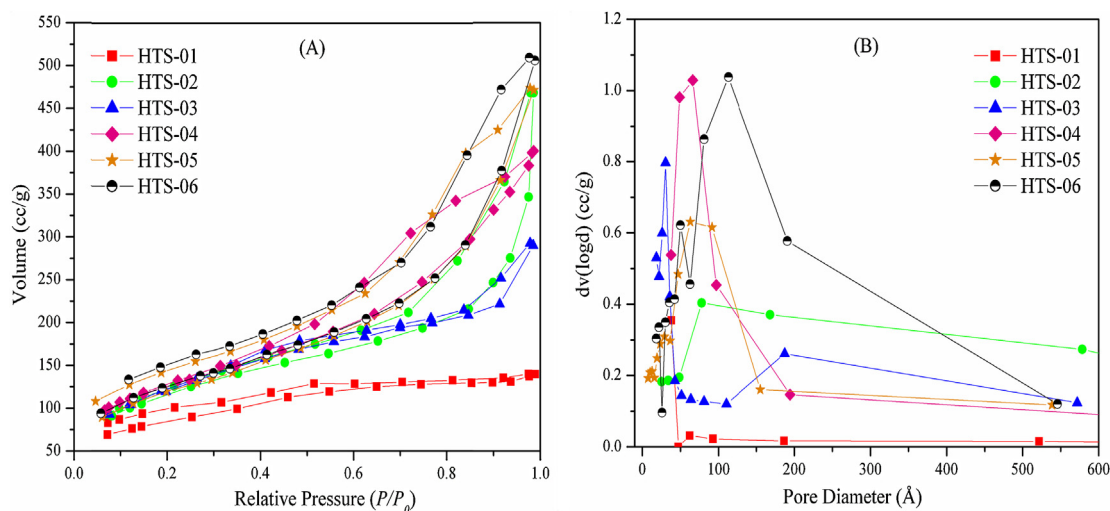 (A)
HTS-01
HTS-02
HTS-03
HTS-04
HTS-05
HTS-06
Volume (cc/g)
550
500
450
400
350
300
250
200
150
100
50
0.0 0.2 0.4 0.6 0.8 1.0
Relative Pressure (P/P₀)
(B)
HTS-01
HTS-02
HTS-03
HTS-04
HTS-05
HTS-06
dv(logd) (cc/g)
1.2
1.0
0.8
0.6
0.4
0.2
0.0
0 100 200 300 400 500 600
Pore Diameter (Å)